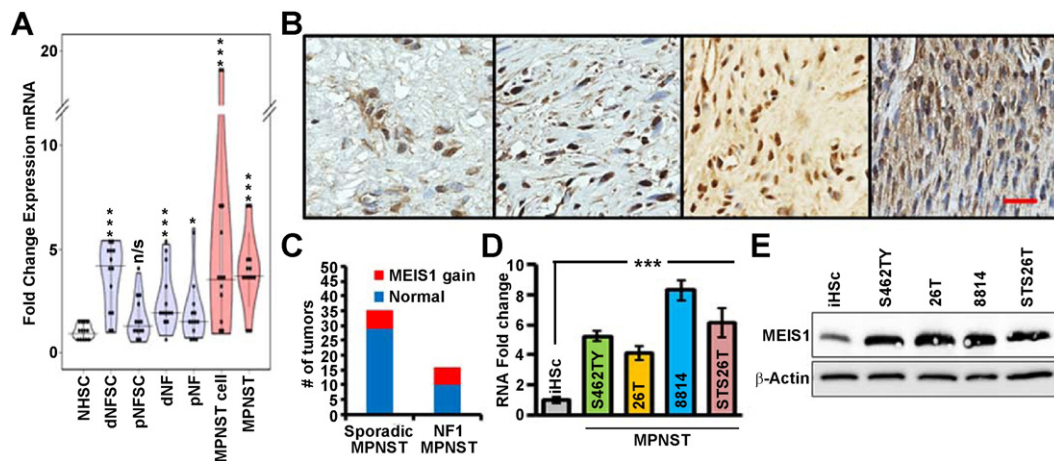 A
Fold Change Expression mRNA
20
10
5
0
***
n/s
***
*
***
***
NHSC
dNFSC
pNFSC
dNF
pNF
MPNST cell
MPNST
B
C
# of tumors
50
45
40
35
30
25
20
15
10
5
0
MEIS1 gain
Normal
Sporadic
MPNST
NF1
MPNST
D
RNA Fold change
10
8
6
4
2
0
***
iHSc
S462TY
26T
8814
STS26T
MPNST
E
iHSc
S462TY
26T
8814
STS26T
MEIS1
β-Actin